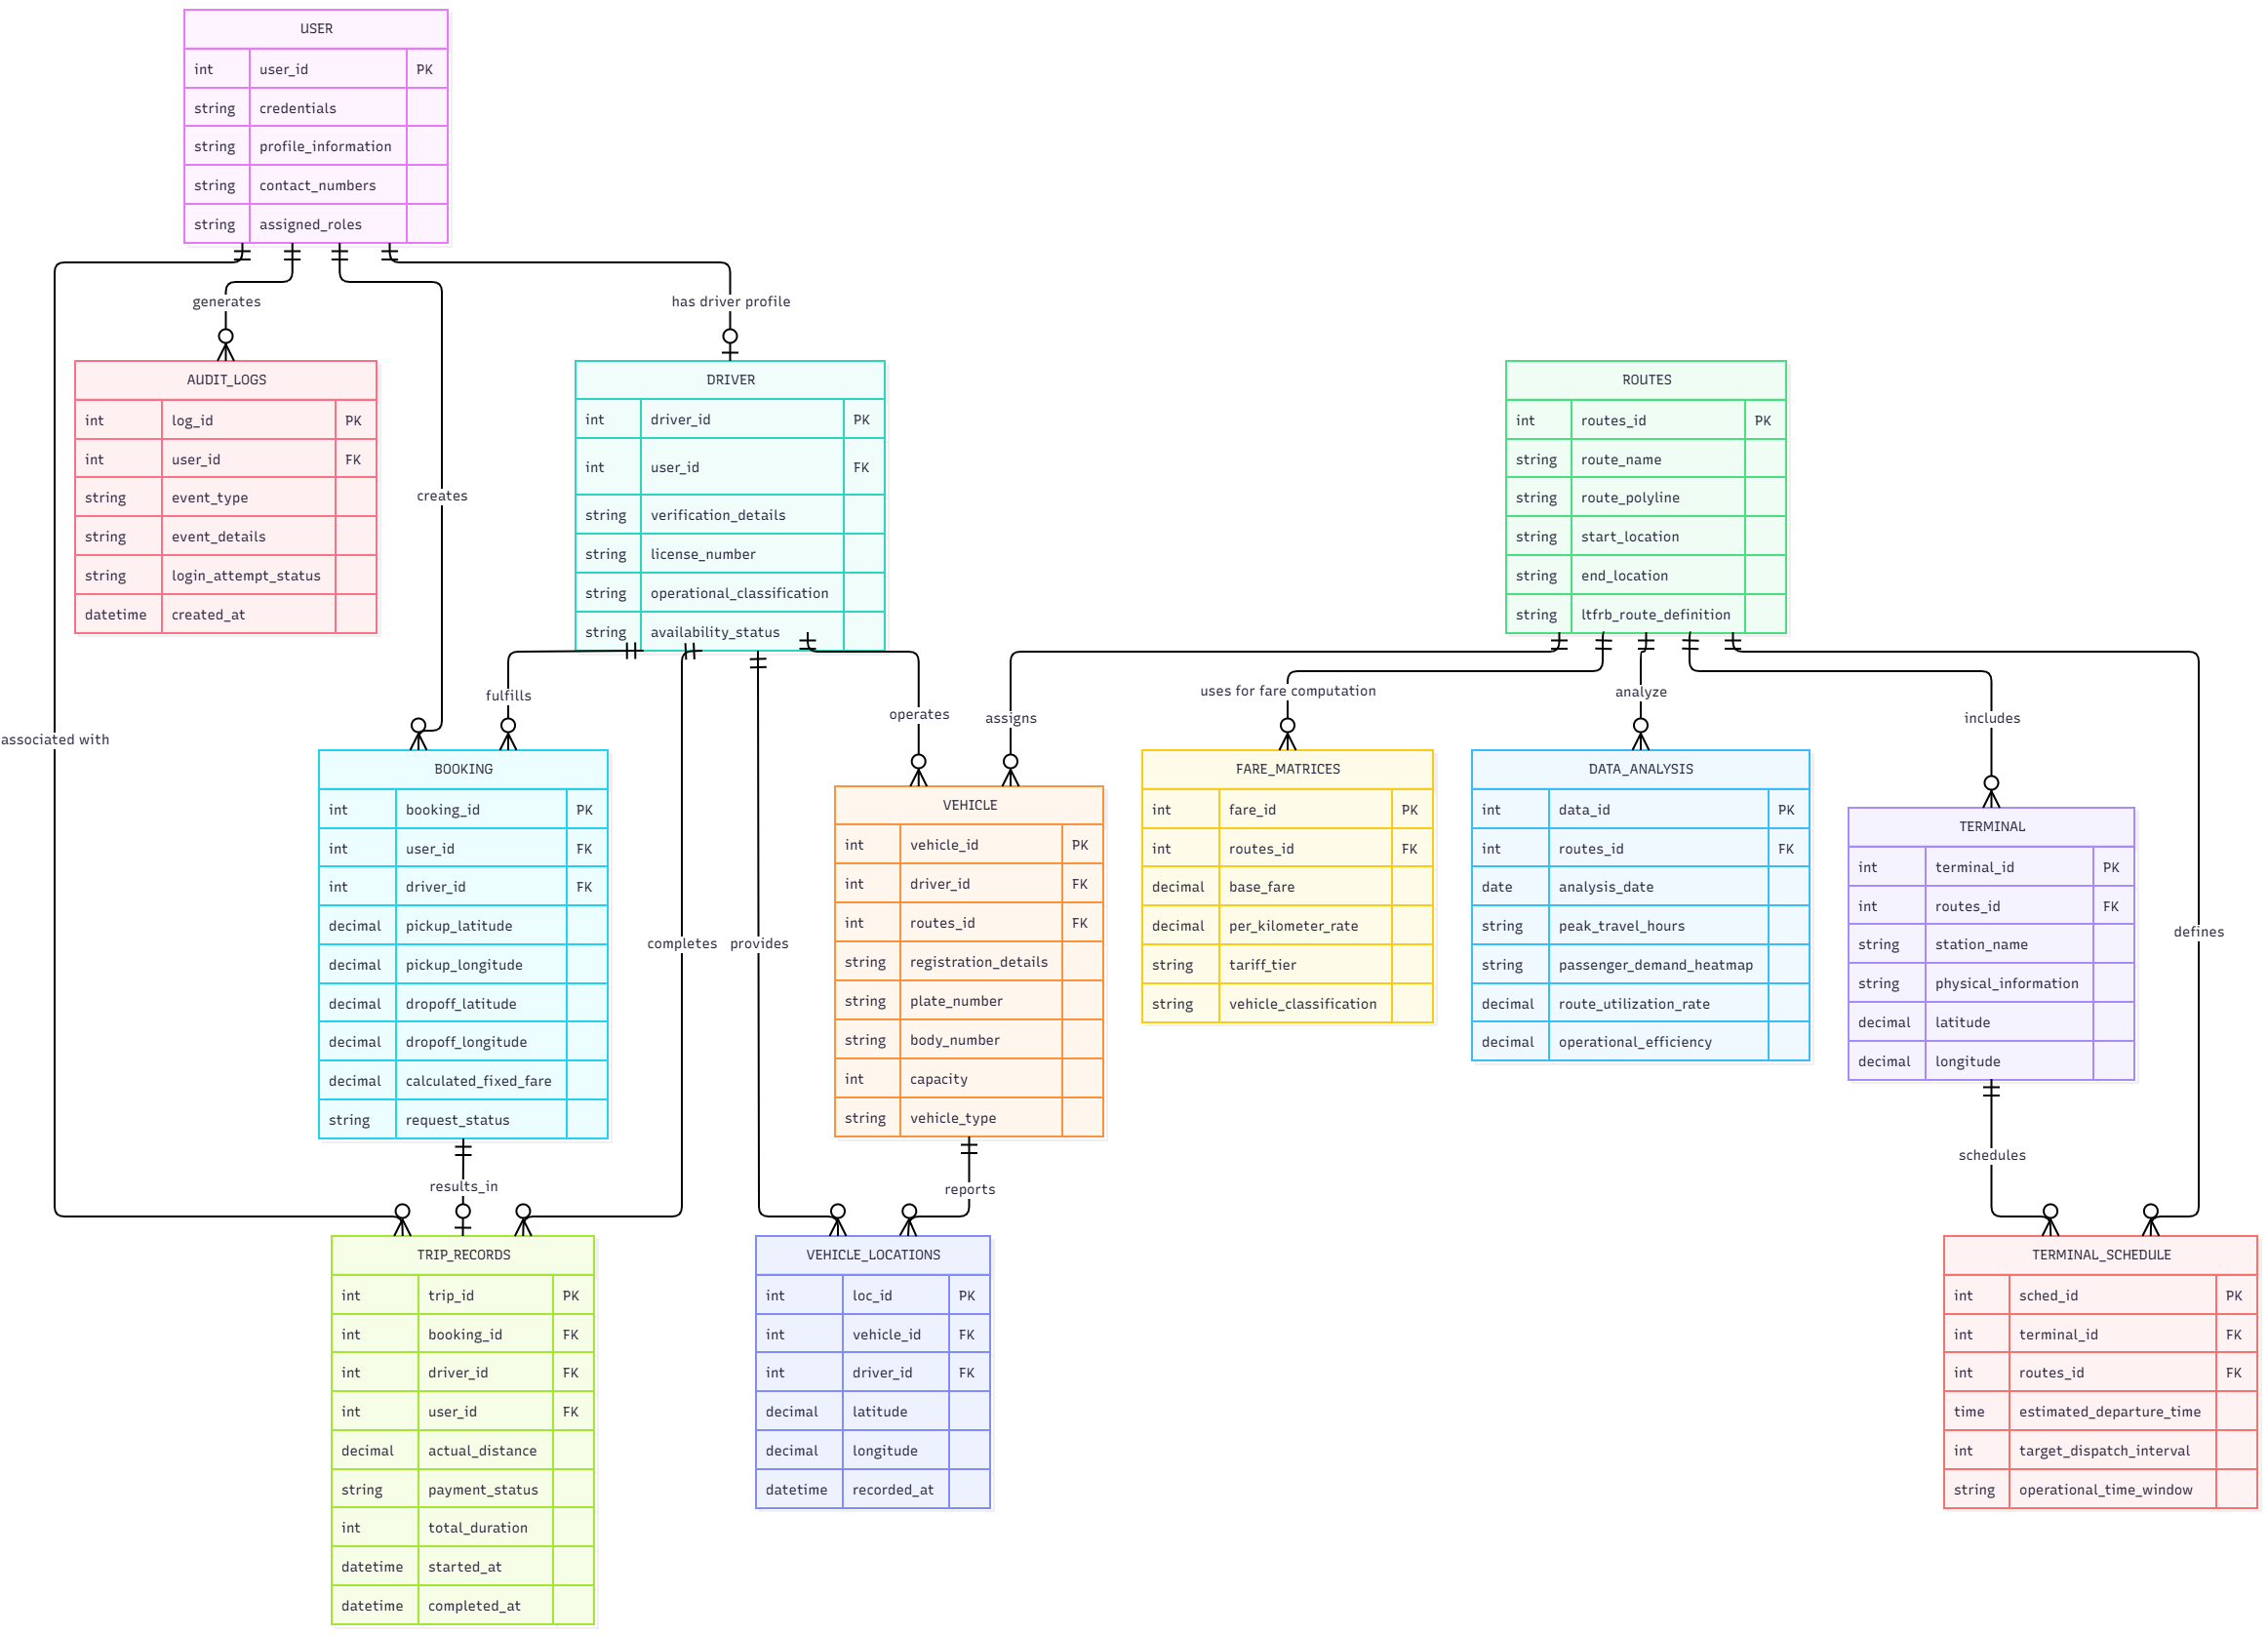 USER
int user_id PK
string credentials
string profile_information
string contact_numbers
string assigned_roles
generates
has driver profile
AUDIT_LOGS
int log_id PK
int user_id FK
string event_type
string event_details
string login_attempt_status
datetime created_at
creates
DRIVER
int driver_id PK
int user_id FK
string verification_details
string license_number
string operational_classification
string availability_status
ROUTES
int routes_id PK
string route_name
string route_polyline
string start_location
string end_location
string ltfrb_route_definition
associated with
fulfills
operates
assigns
uses for fare computation
analyze
includes
BOOKING
int booking_id PK
int user_id FK
int driver_id FK
decimal pickup_latitude
decimal pickup_longitude
decimal dropoff_latitude
decimal dropoff_longitude
decimal calculated_fixed_fare
string request_status
completes
provides
VEHICLE
int vehicle_id PK
int driver_id FK
int routes_id FK
string registration_details
string plate_number
string body_number
int capacity
string vehicle_type
FARE_MATRICES
int fare_id PK
int routes_id FK
decimal base_fare
decimal per_kilometer_rate
string tariff_tier
string vehicle_classification
DATA_ANALYSIS
int data_id PK
int routes_id FK
date analysis_date
string peak_travel_hours
string passenger_demand_heatmap
decimal route_utilization_rate
decimal operational_efficiency
TERMINAL
int terminal_id PK
int routes_id FK
string station_name
string physical_information
decimal latitude
decimal longitude
defines
results_in
reports
schedules
TRIP_RECORDS
int trip_id PK
int booking_id FK
int driver_id FK
int user_id FK
decimal actual_distance
string payment_status
int total_duration
datetime started_at
datetime completed_at
VEHICLE_LOCATIONS
int loc_id PK
int vehicle_id FK
int driver_id FK
decimal latitude
decimal longitude
datetime recorded_at
TERMINAL_SCHEDULE
int sched_id PK
int terminal_id FK
int routes_id FK
time estimated_departure_time
int target_dispatch_interval
string operational_time_window